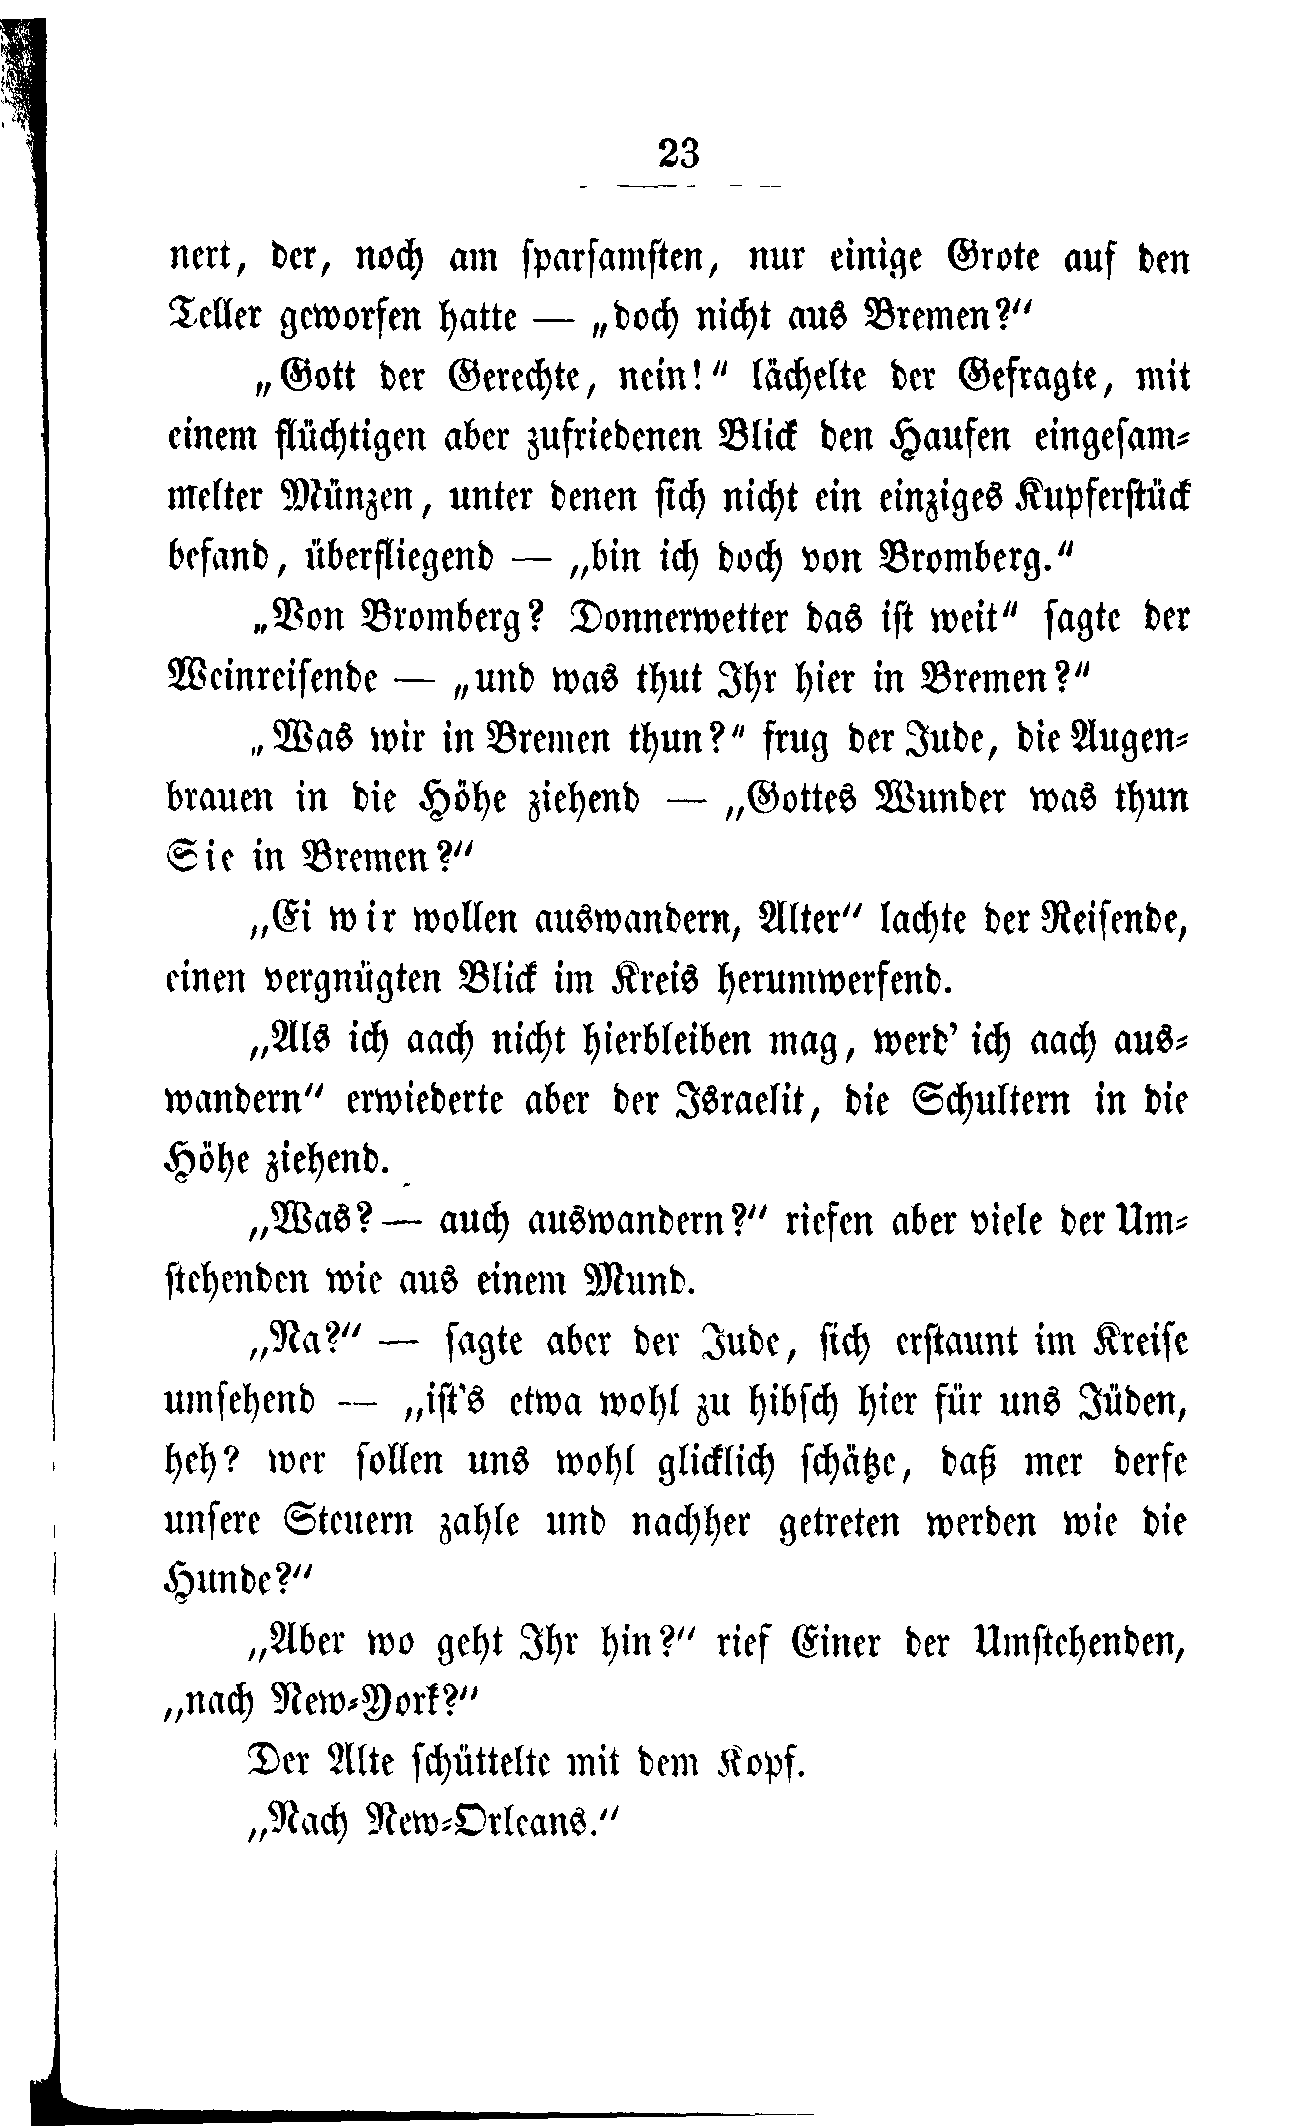 23
nert, der, noch am sparsamsten, nur einige Grote auf den
Teller geworfen hatte — „doch nicht aus Bremen?“
„Gott der Gerechte, nein!“ lächelte der Gefragte, mit
einem flüchtigen aber zufriedenen Blick den Haufen eingesam-
melter Münzen, unter denen sich nicht ein einziges Kupferstück
befand, überfliegend — „bin ich doch von Bromberg.“
„Von Bromberg? Donnerwetter das ist weit“ sagte der
Weinreisende — „und was thut Ihr hier in Bremen?“
„Was wir in Bremen thun?“ frug der Jude, die Augen-
brauen in die Höhe ziehend — „Gottes Wunder was thun
Sie in Bremen?“
„Ei wir wollen auswandern, Alter“ lachte der Reisende,
einen vergnügten Blick im Kreis herumwerfend.
„Als ich aach nicht hierbleiben mag, werd’ ich aach aus-
wandern“ erwiederte aber der Israelit, die Schultern in die
Höhe ziehend.
„Was? — auch auswandern?“ riefen aber viele der Um-
stehenden wie aus einem Mund.
„Na?“ — sagte aber der Jude, sich erstaunt im Kreise
umsehend — „ist’s etwa wohl zu hibsch hier für uns Jüden,
heh? wer sollen uns wohl glicklich schätze, daß mer derfe
unsere Steuern zahle und nachher getreten werden wie die
Hunde?“
„Aber wo geht Ihr hin?“ rief Einer der Umstehenden,
„nach New-York?“
Der Alte schüttelte mit dem Kopf.
„Nach New-Orleans.“